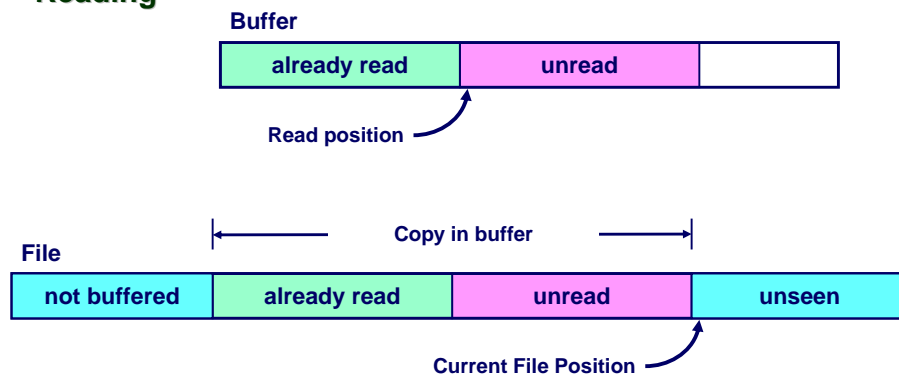 Reading
Buffer
already read unread
Read position
Copy in buffer
File
not buffered already read unread unseen
Current File Position